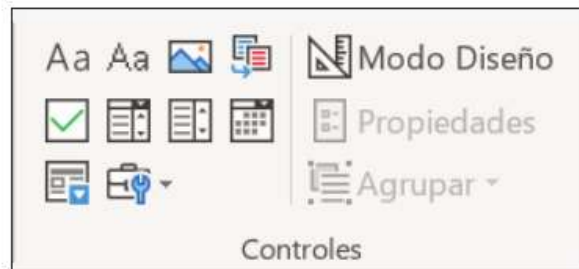 Aa Aa Modo Diseño
Propiedades
Agrupar
Controles